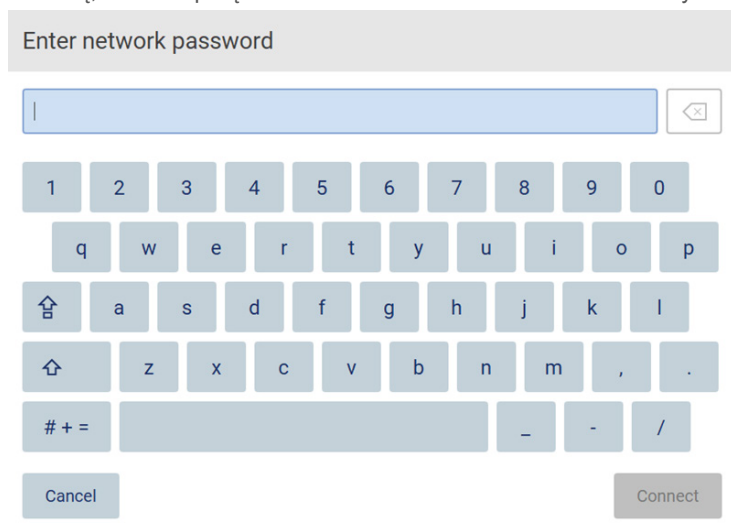 Enter network password
1 2 3 4 5 6 7 8 9 0
q w e r t y u i o p
a s d f g h j k l
z x c v b n m , .
# + = _ - /
Cancel Connect